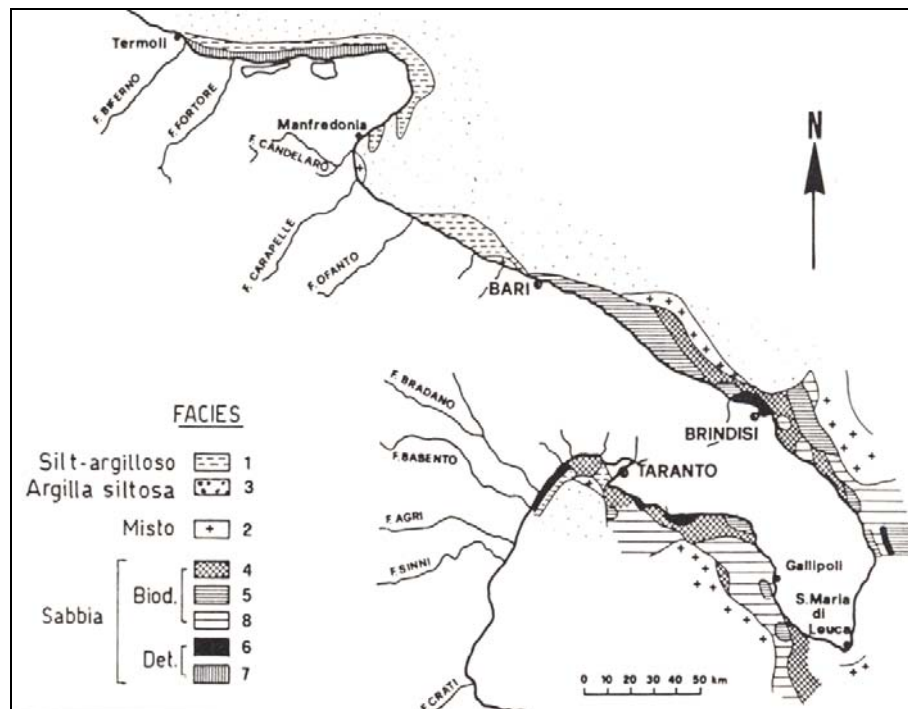 Termoli
F. BIFERNO
F. FORTORE
Manfredonia
F. CANDELARO
N
F. CARAPELLE
F. OFANTO
BARI
F. BRADANO
FACIES
BRINDISI
Silt-argilloso 1
F. BASENTO
TARANTO
Argilla siltosa 3
Misto + 2
F. AGRI
Gallipoli
F. SINNI
4
S. Maria
Biod. 5
di
Sabbia
Leuca
8
Det. 6
7
0 10 20 30 40 50 km
F. CRATI